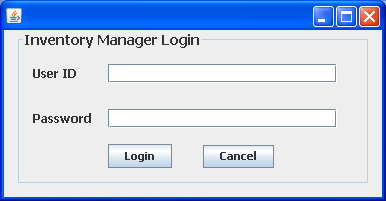 Inventory Manager Login
User ID
Password
Login Cancel